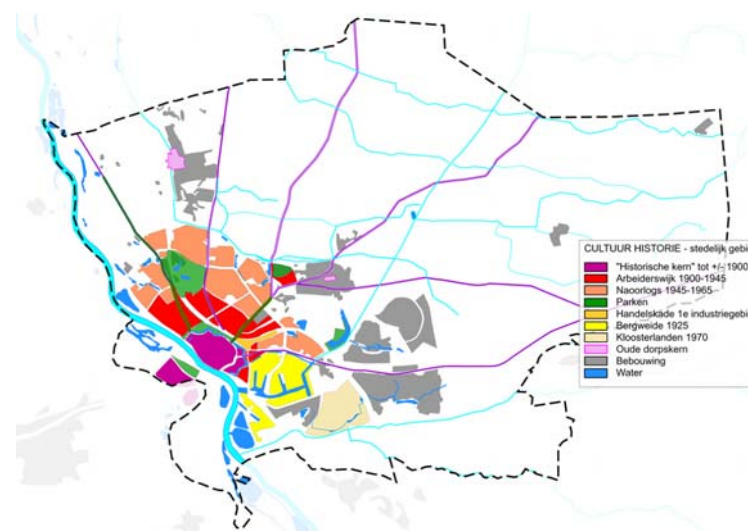 CULTUUR HISTORIE - stedelijk gebi
"Historische kern" tot +/- 1900
Arbeiderswijk 1900-1945
Naoorlogs 1945-1965
Parken
Handelskade 1e industriegebi
Bergweide 1925
Kloosterlanden 1970
Oude dorpskern
Bebouwing
Water